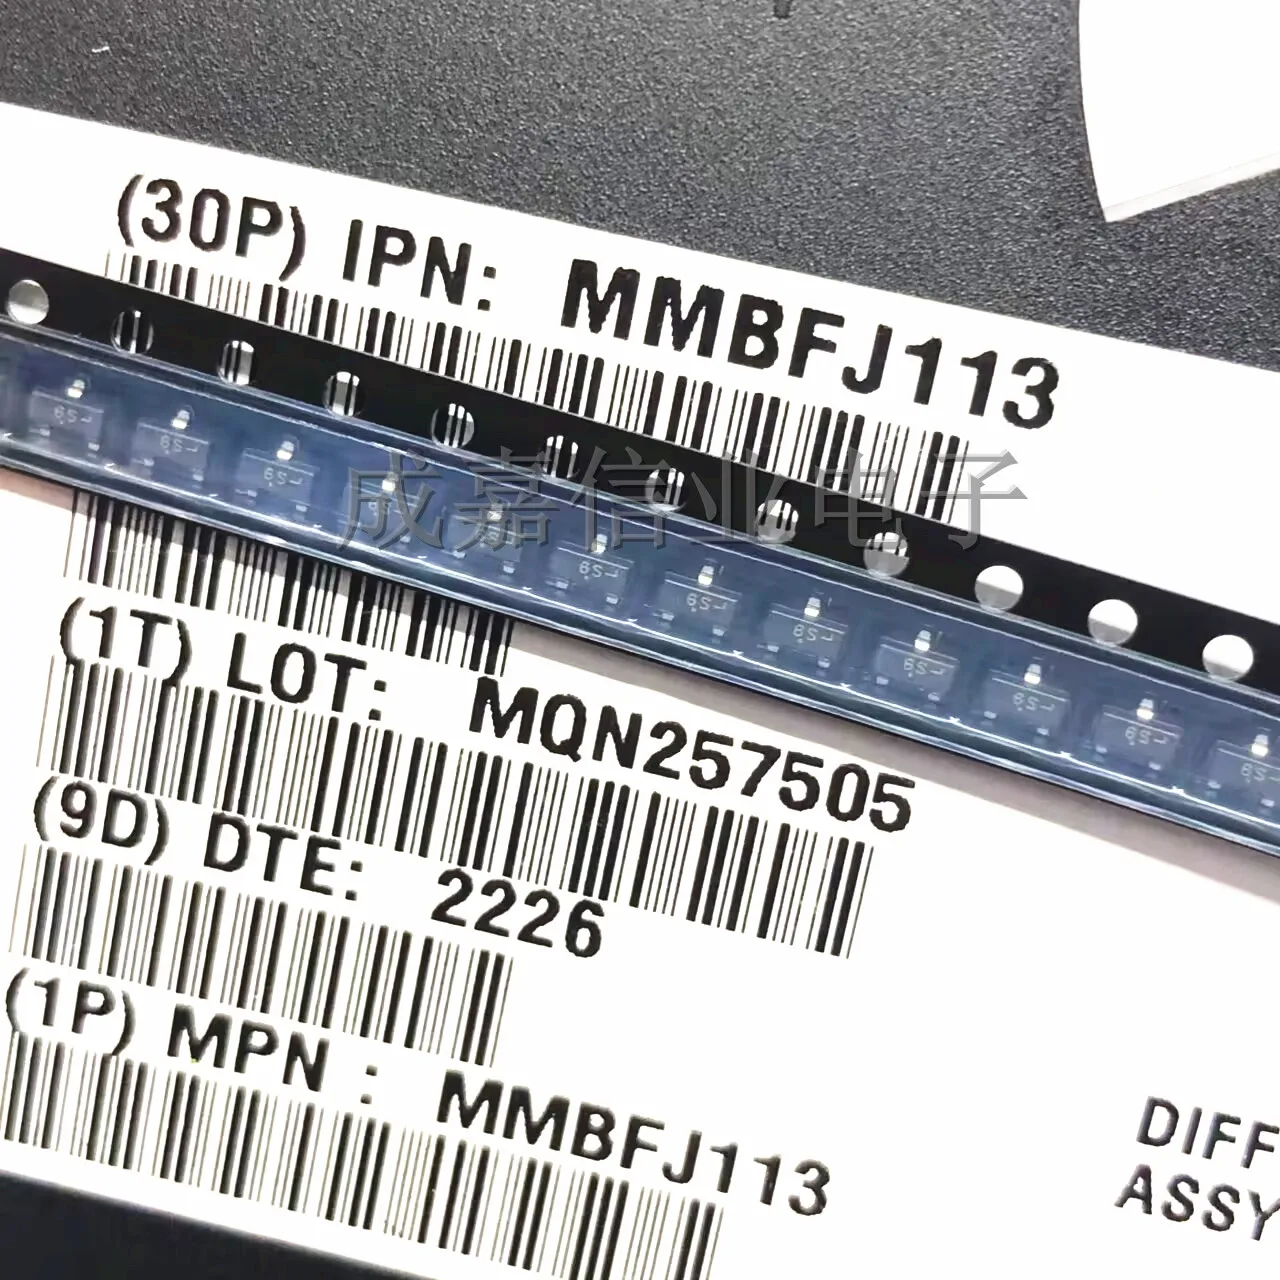 (30P) IPN: MMBFJ113
成嘉信业电子
(1T) LOT: MQN257505
(9D) DTE: 2226
(1P) MPN : MMBFJ113
DIFF
ASSY